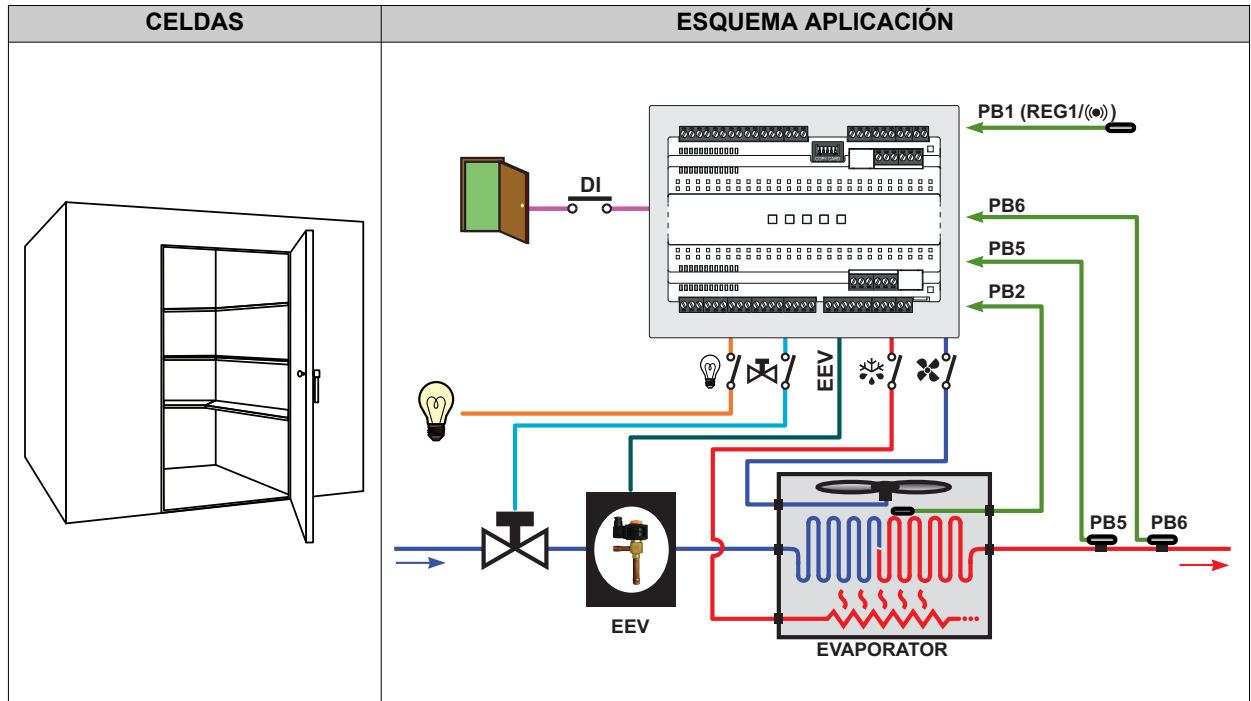 CELDAS
ESQUEMA APLICACIÓN
PB1 (REG1/ )
COPY CARD
DI
PB6
PB5
PB2
EEV
PB5
PB6
EEV
EVAPORATOR